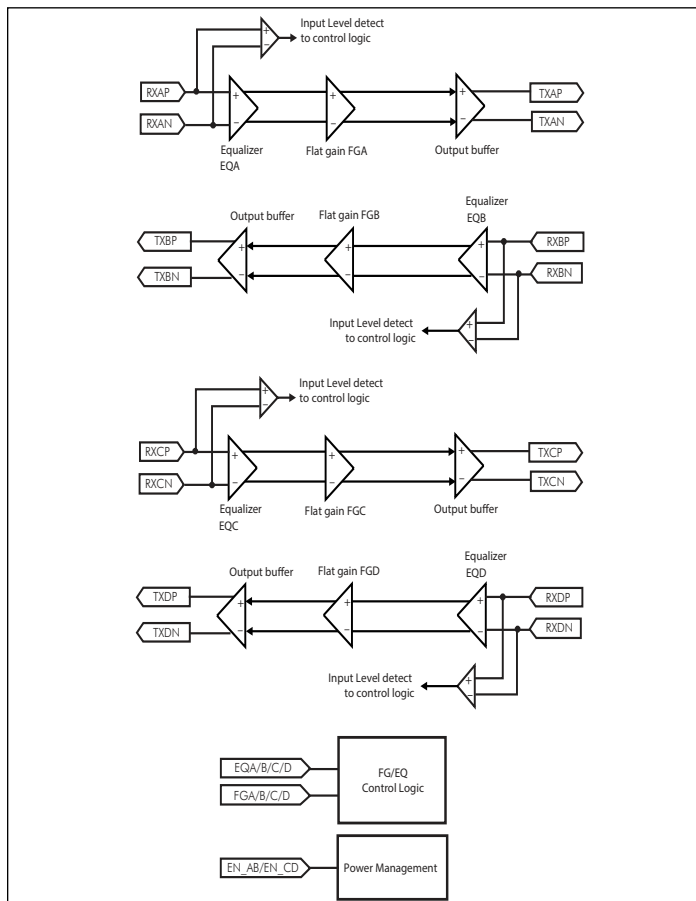 Input Level detect
to control logic
+
−
RXAP
RXAN
+
−
+
−
+
−
TXAP
TXAN
Equalizer
EQA
Flat gain FGA
Output buffer
Output buffer
Flat gain FGB
Equalizer
EQB
TXBP
TXBN
+
−
+
−
RXBP
RXBN
Input Level detect
to control logic
+
−
Input Level detect
to control logic
+
−
RXCP
RXCN
+
−
+
−
+
−
TXCP
TXCN
Equalizer
EQC
Flat gain FGC
Output buffer
Output buffer
Flat gain FGD
Equalizer
EQD
TXDP
TXDN
+
−
+
−
+
−
RXDP
RXDN
Input Level detect
to control logic
+
−
EQA/B/C/D
FGA/B/C/D
FG/EQ
Control Logic
EN_AB/EN_CD
Power Management